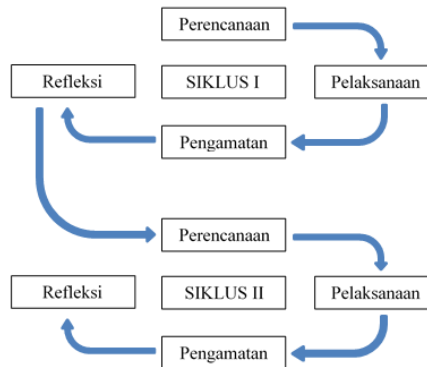 Perencanaan
Refleksi
SIKLUS I
Pelaksanaan
Pengamatan
Perencanaan
Refleksi
SIKLUS II
Pelaksanaan
Pengamatan